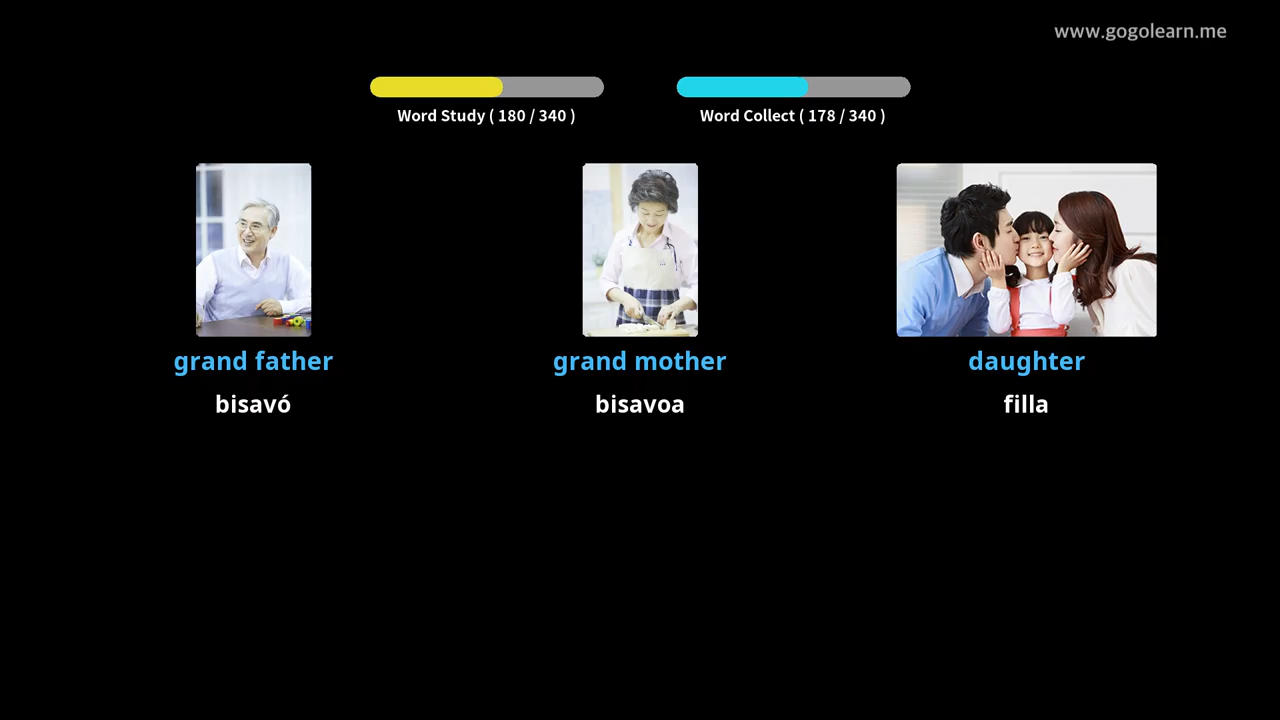 www.gogolearn.me
Word Study ( 180 / 340 )
Word Collect ( 178 / 340 )
grand father
grand mother
daughter
bisavó
bisavoa
filla